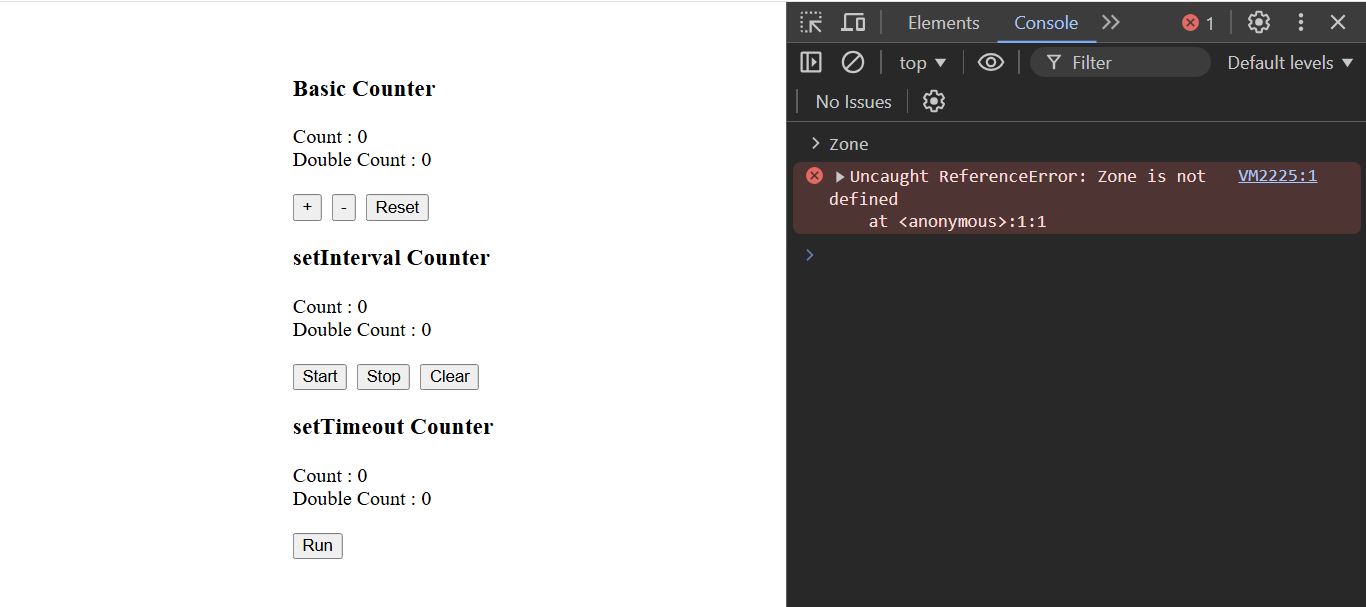 Basic Counter
Count : 0
Double Count : 0
+ - Reset
setInterval Counter
Count : 0
Double Count : 0
Start Stop Clear
setTimeout Counter
Count : 0
Double Count : 0
Run
Elements Console 1
top Filter Default levels
No Issues
Zone
Uncaught ReferenceError: Zone is not VM2225:1
defined
at <anonymous>:1:1